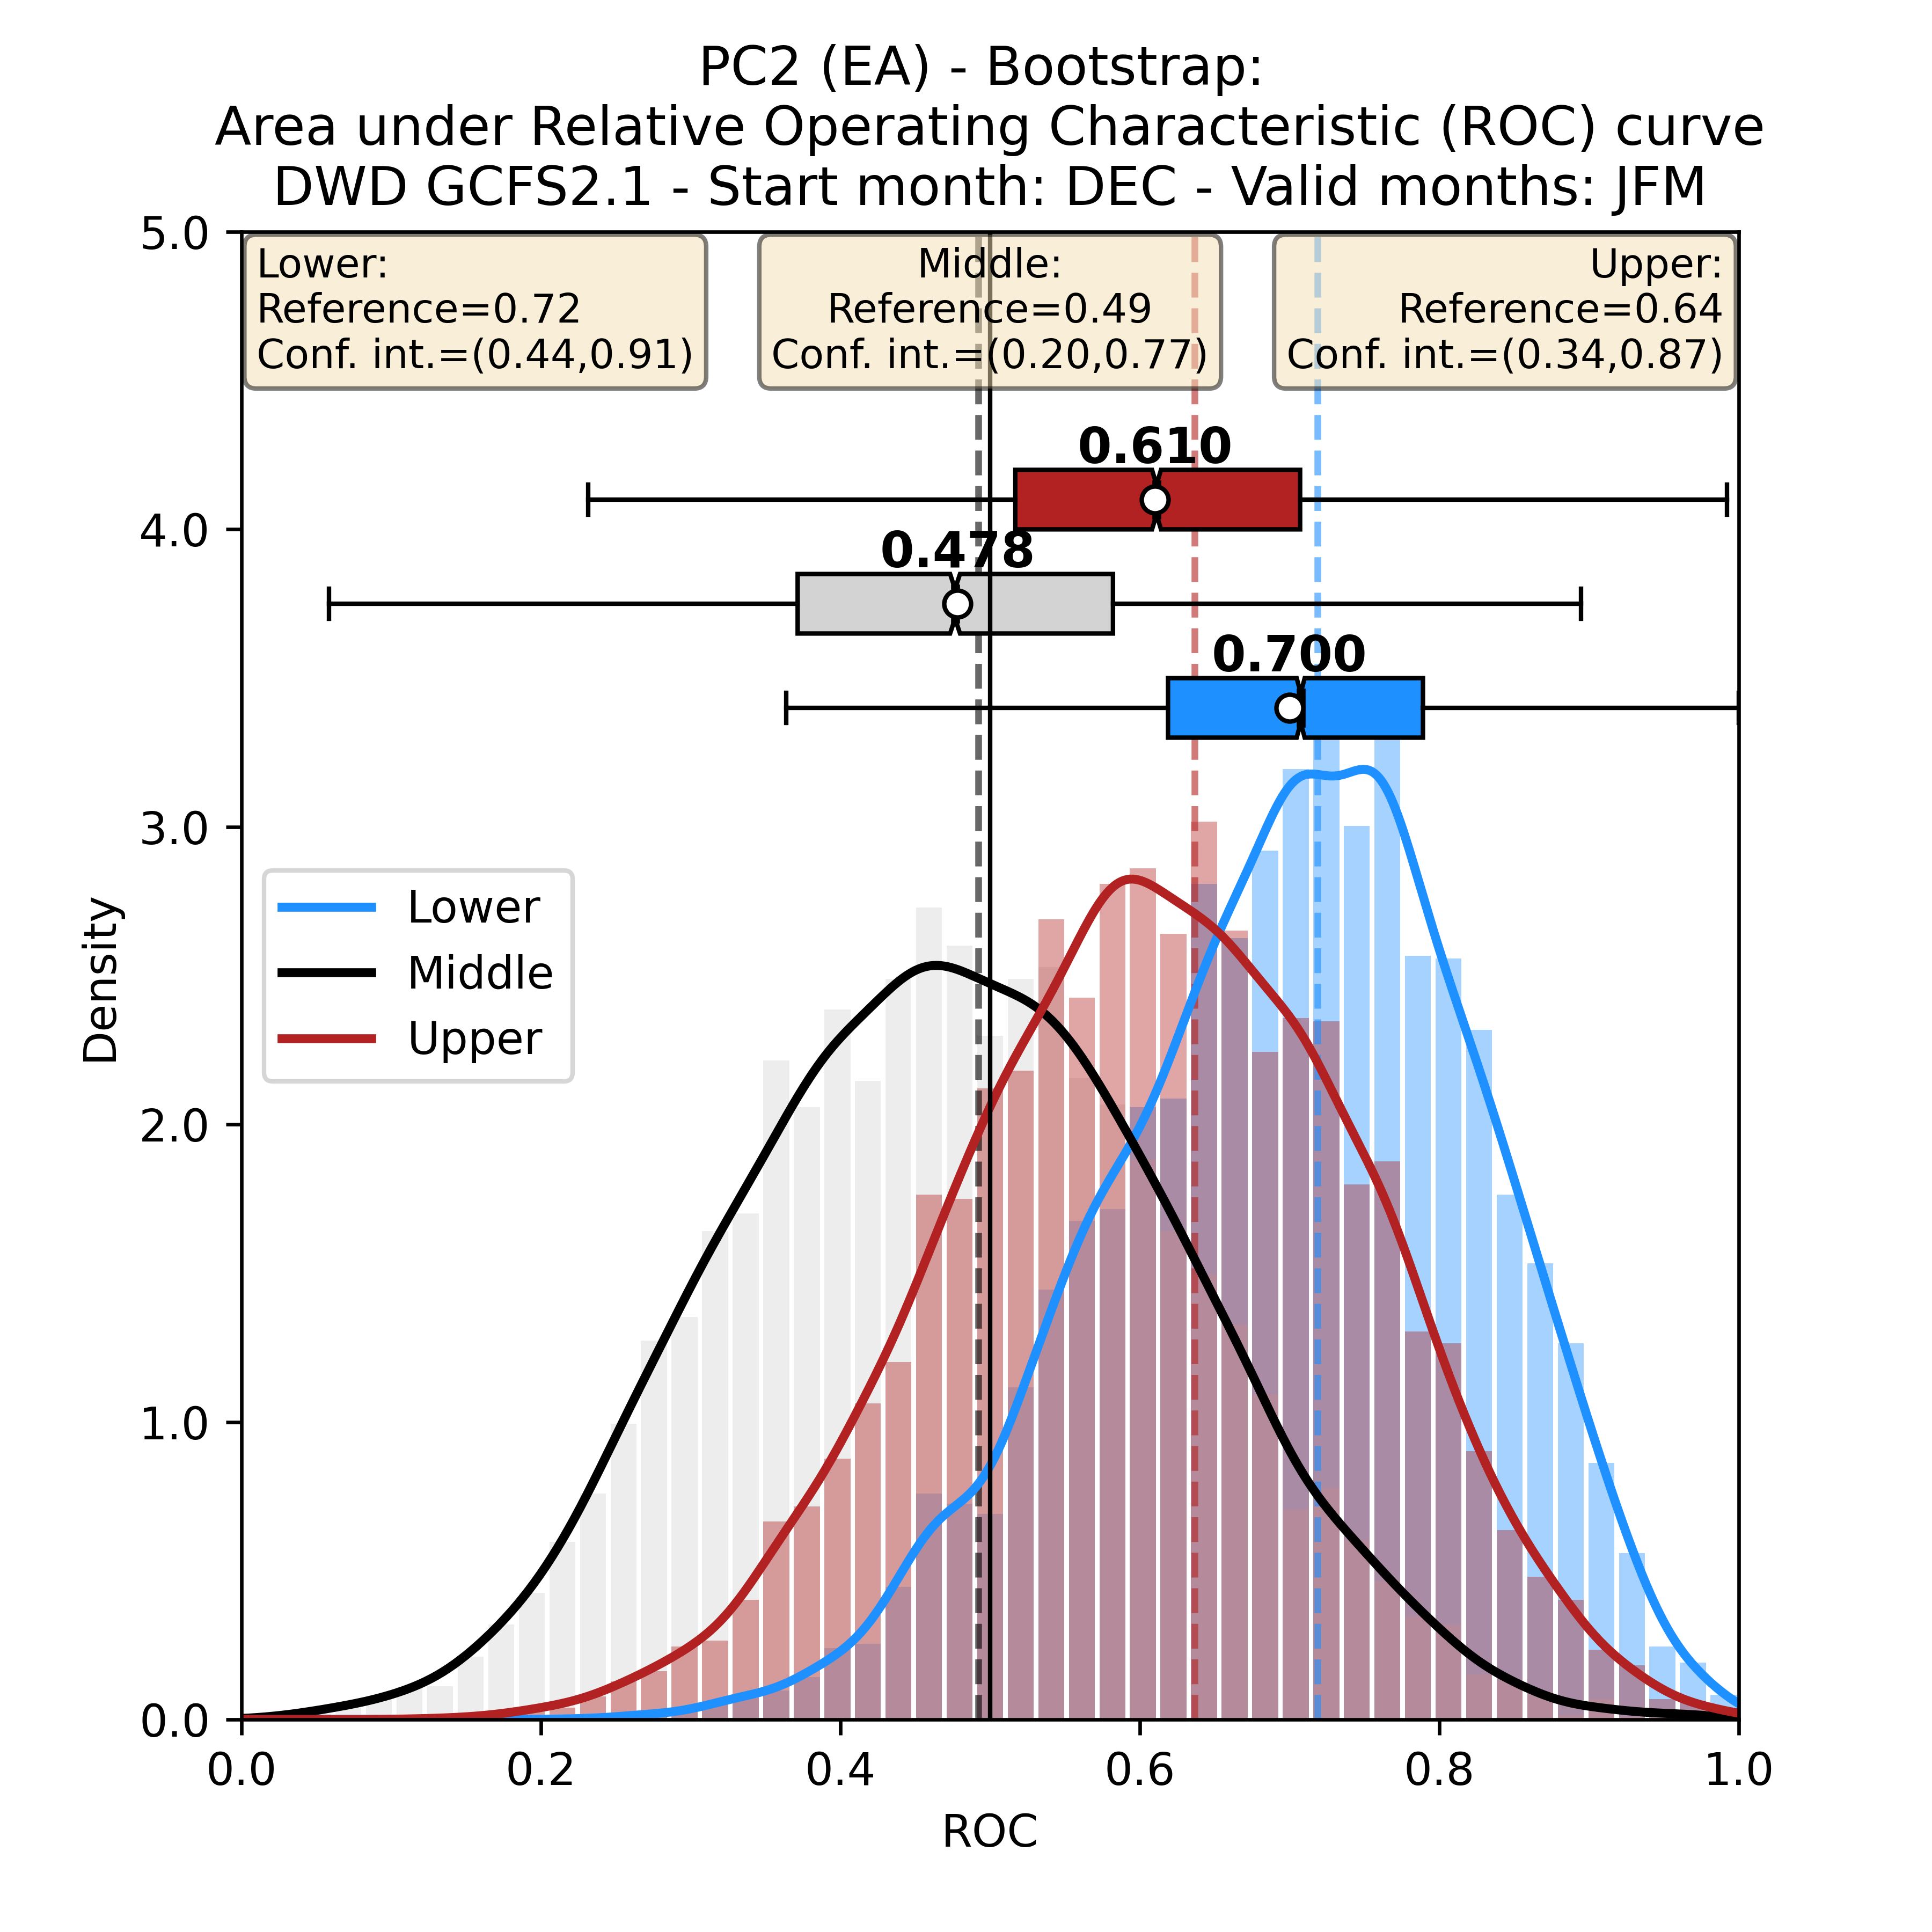 PC2 (EA) - Bootstrap:
Area under Relative Operating Characteristic (ROC) curve
DWD GCFS2.1 - Start month: DEC - Valid months: JFM
Lower:
Reference=0.72
Conf. int.=(0.44,0.91)
Middle:
Reference=0.49
Conf. int.=(0.20,0.77)
Upper:
Reference=0.64
Conf. int.=(0.34,0.87)
0.610
0.478
0.700
Lower
Middle
Upper
Density
5.0
4.0
3.0
2.0
1.0
0.0
0.0 0.2 0.4 0.6 0.8 1.0
ROC